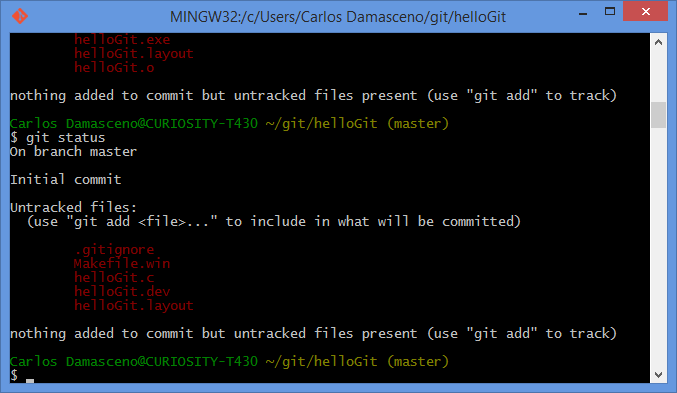 MINGW32:/c/Users/Carlos Damasceno/git/helloGit
helloGit.exe
helloGit.layout
helloGit.o
nothing added to commit but untracked files present (use "git add" to track)
Carlos Damasceno@CURIOSITY-T430 ~/git/helloGit (master)
$ git status
On branch master
Initial commit
Untracked files:
(use "git add <file>..." to include in what will be committed)
.gitignore
Makefile.win
helloGit.c
helloGit.dev
helloGit.layout
nothing added to commit but untracked files present (use "git add" to track)
Carlos Damasceno@CURIOSITY-T430 ~/git/helloGit (master)
$